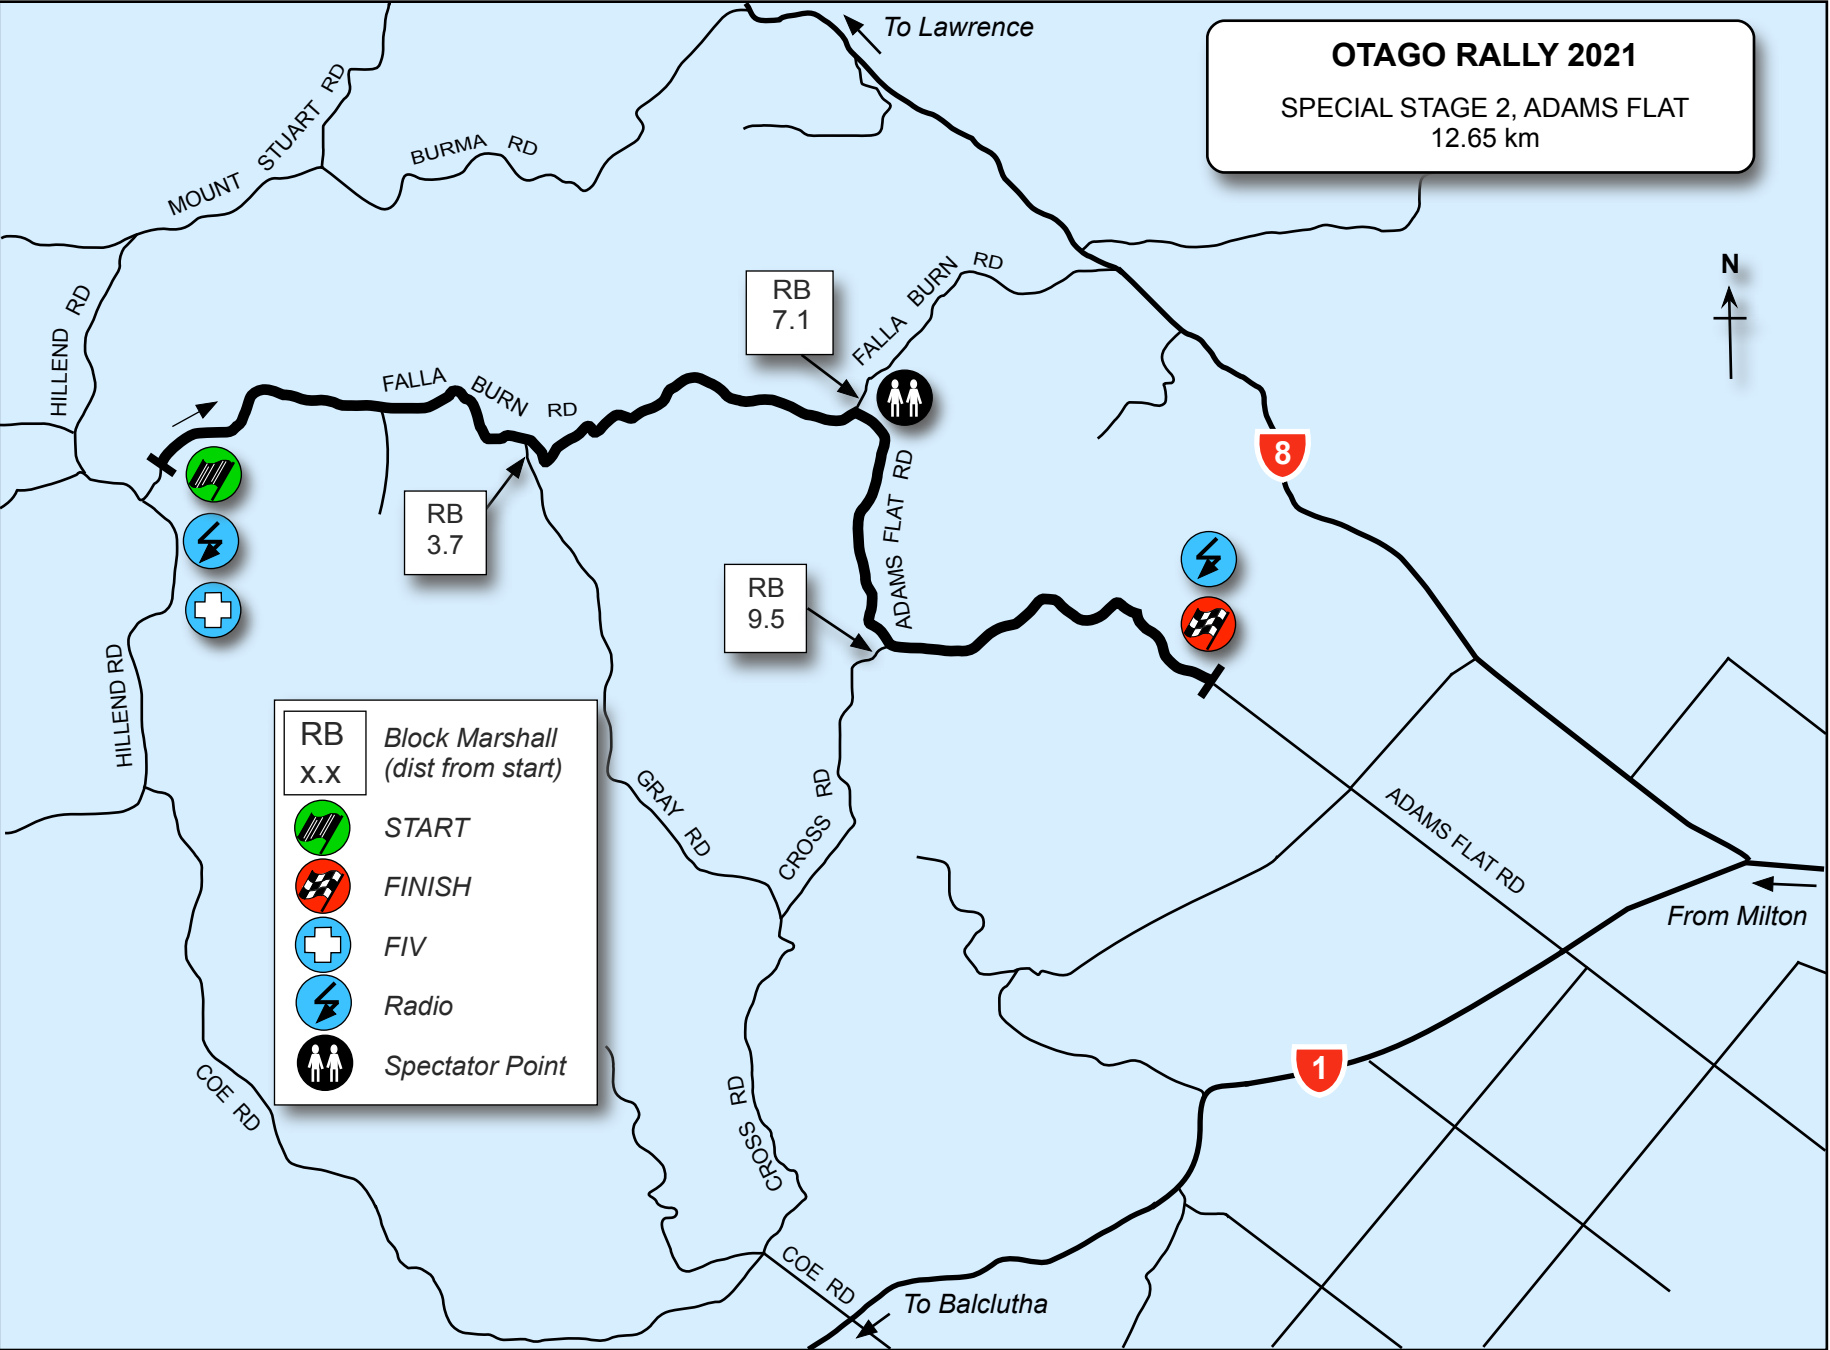 To Lawrence
OTAGO RALLY 2021
SPECIAL STAGE 2, ADAMS FLAT
12.65 km
MOUNT STUART RD
BURMA RD
HILLEND RD
N
RB
7.1
FALLA BURN RD
FALLA BURN RD
8
RB
3.7
ADAMS FLAT RD
RB
9.5
HILLEND RD
RB
x.x
Block Marshall
(dist from start)
START
FINISH
FIV
Radio
Spectator Point
GRAY RD
CROSS RD
ADAMS FLAT RD
From Milton
1
COE RD
CROSS RD
COE RD
To Balclutha